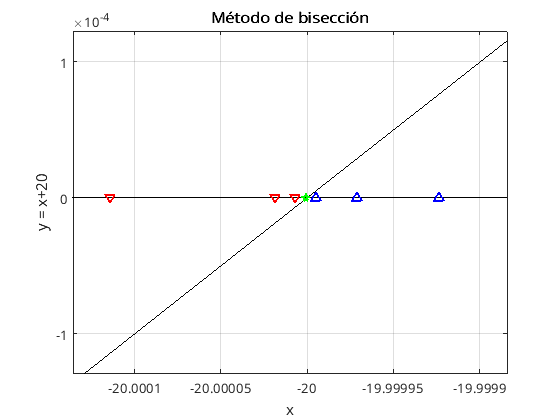 Método de bisección
×10⁻⁴
1
0
-1
y = x+20
-20.0001 -20.00005 -20 -19.99995 -19.9999
x